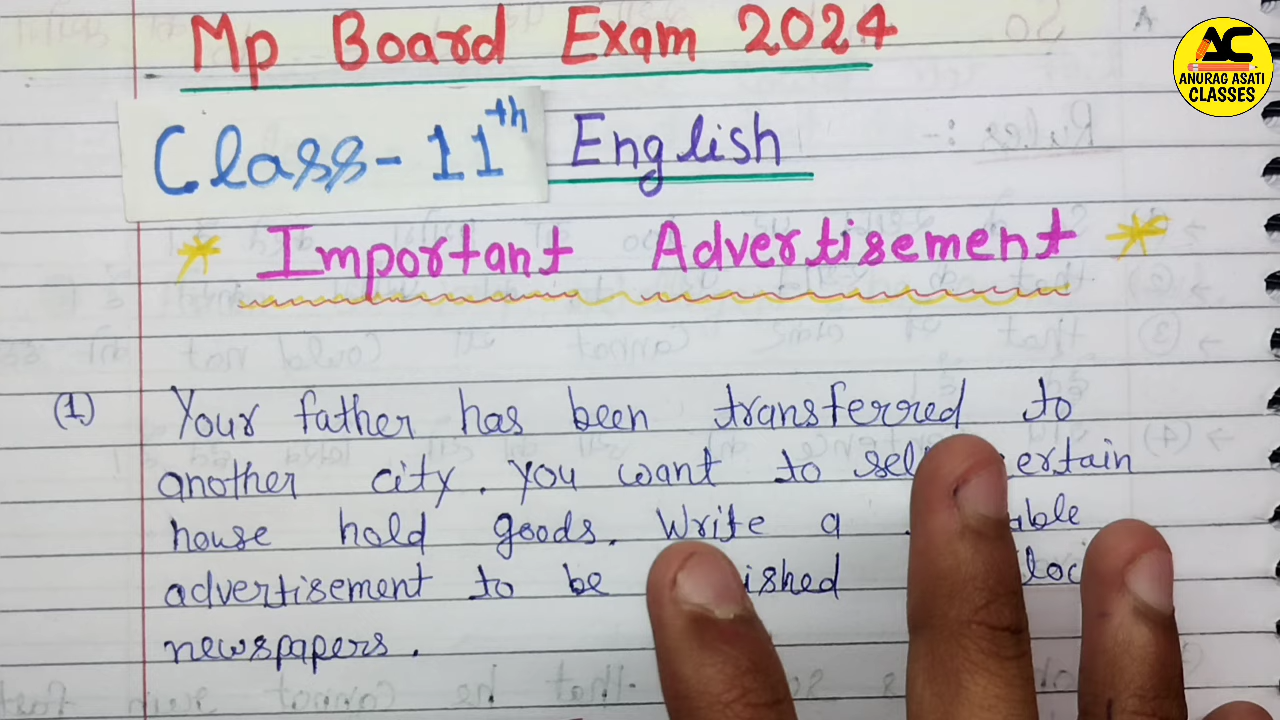 Mp Board Exam 2024
AC
ANURAG ASATI
CLASSES
Class-11th English
* Important Advertisement *
(1) Your father has been transferred to
another city. You want to
house hold goods. Write a
advertisement to be
newspapers.